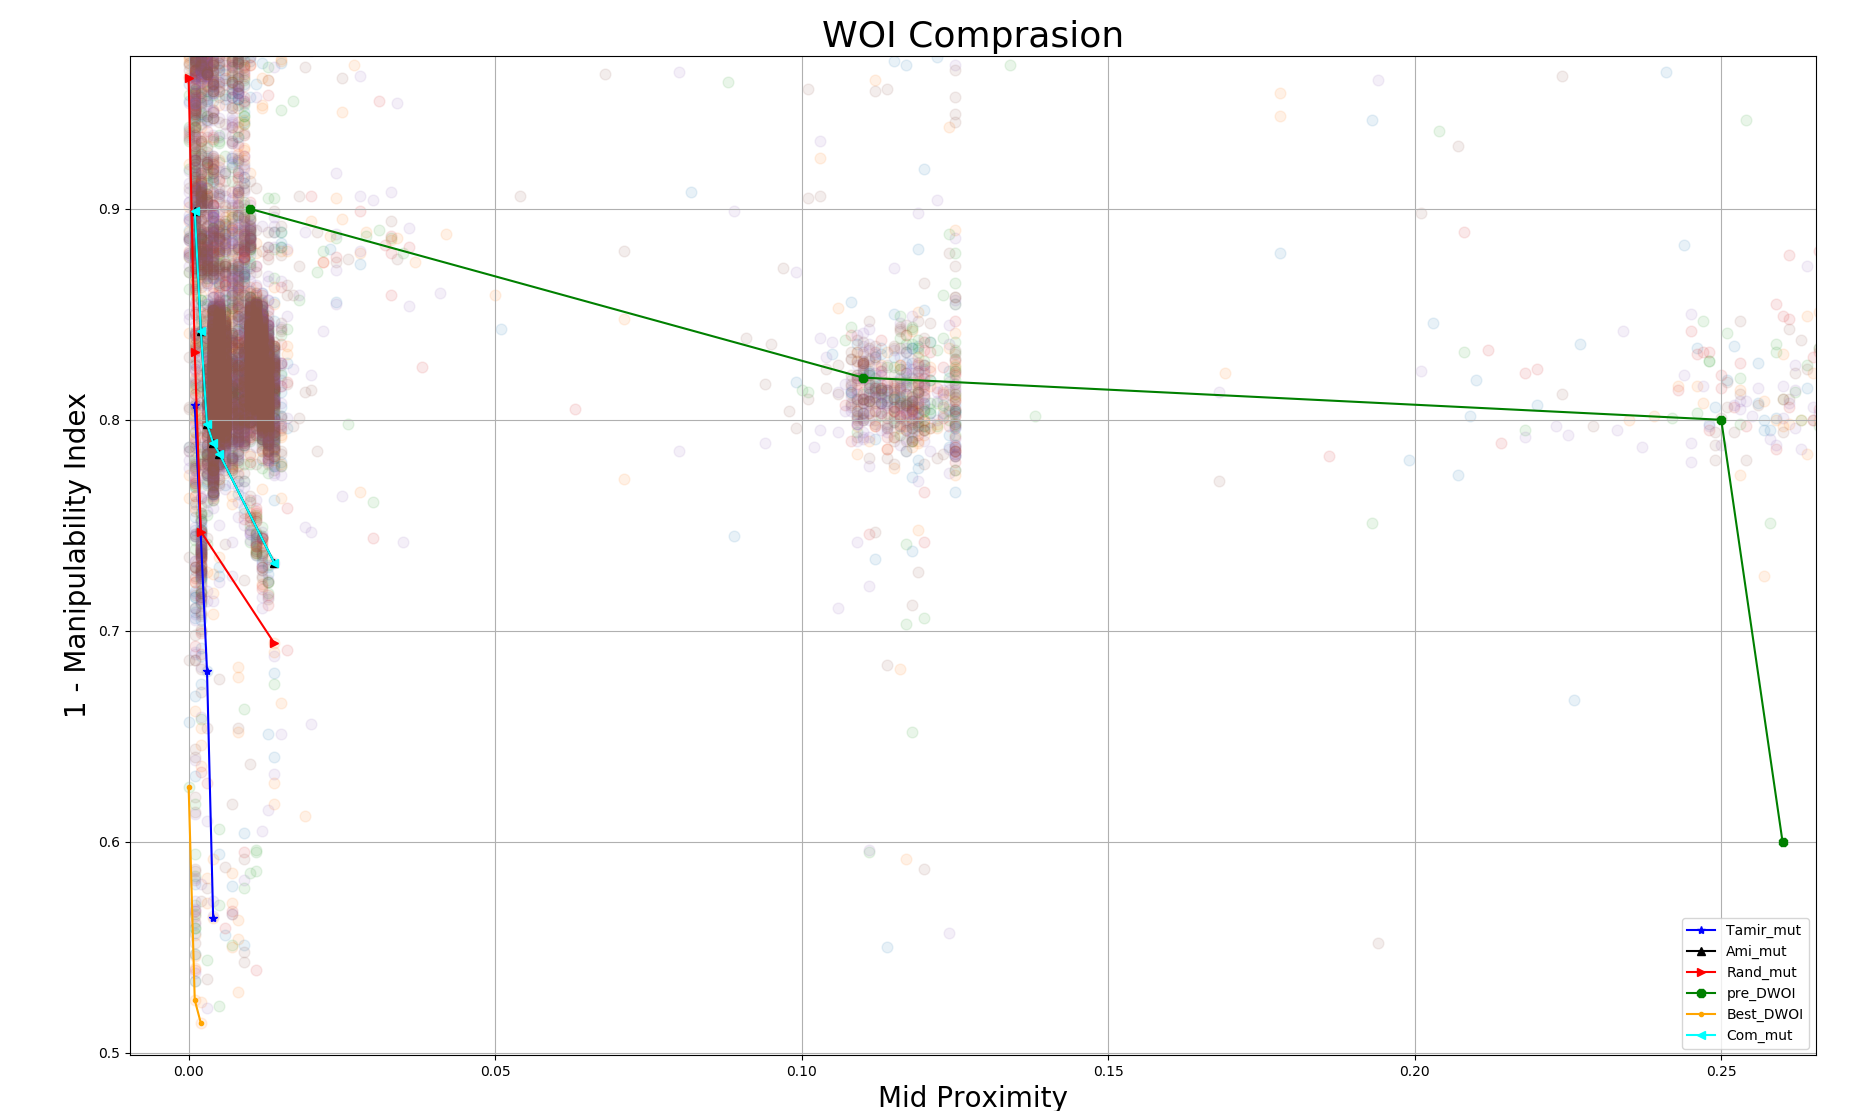 WOI Comprasion
1 - Manipulability Index
0.9
0.8
0.7
0.6
0.5
0.00
0.05
0.10
0.15
0.20
0.25
Mid Proximity
Tamir_mut
Ami_mut
Rand_mut
pre_DWOI
Best_DWOI
Com_mut